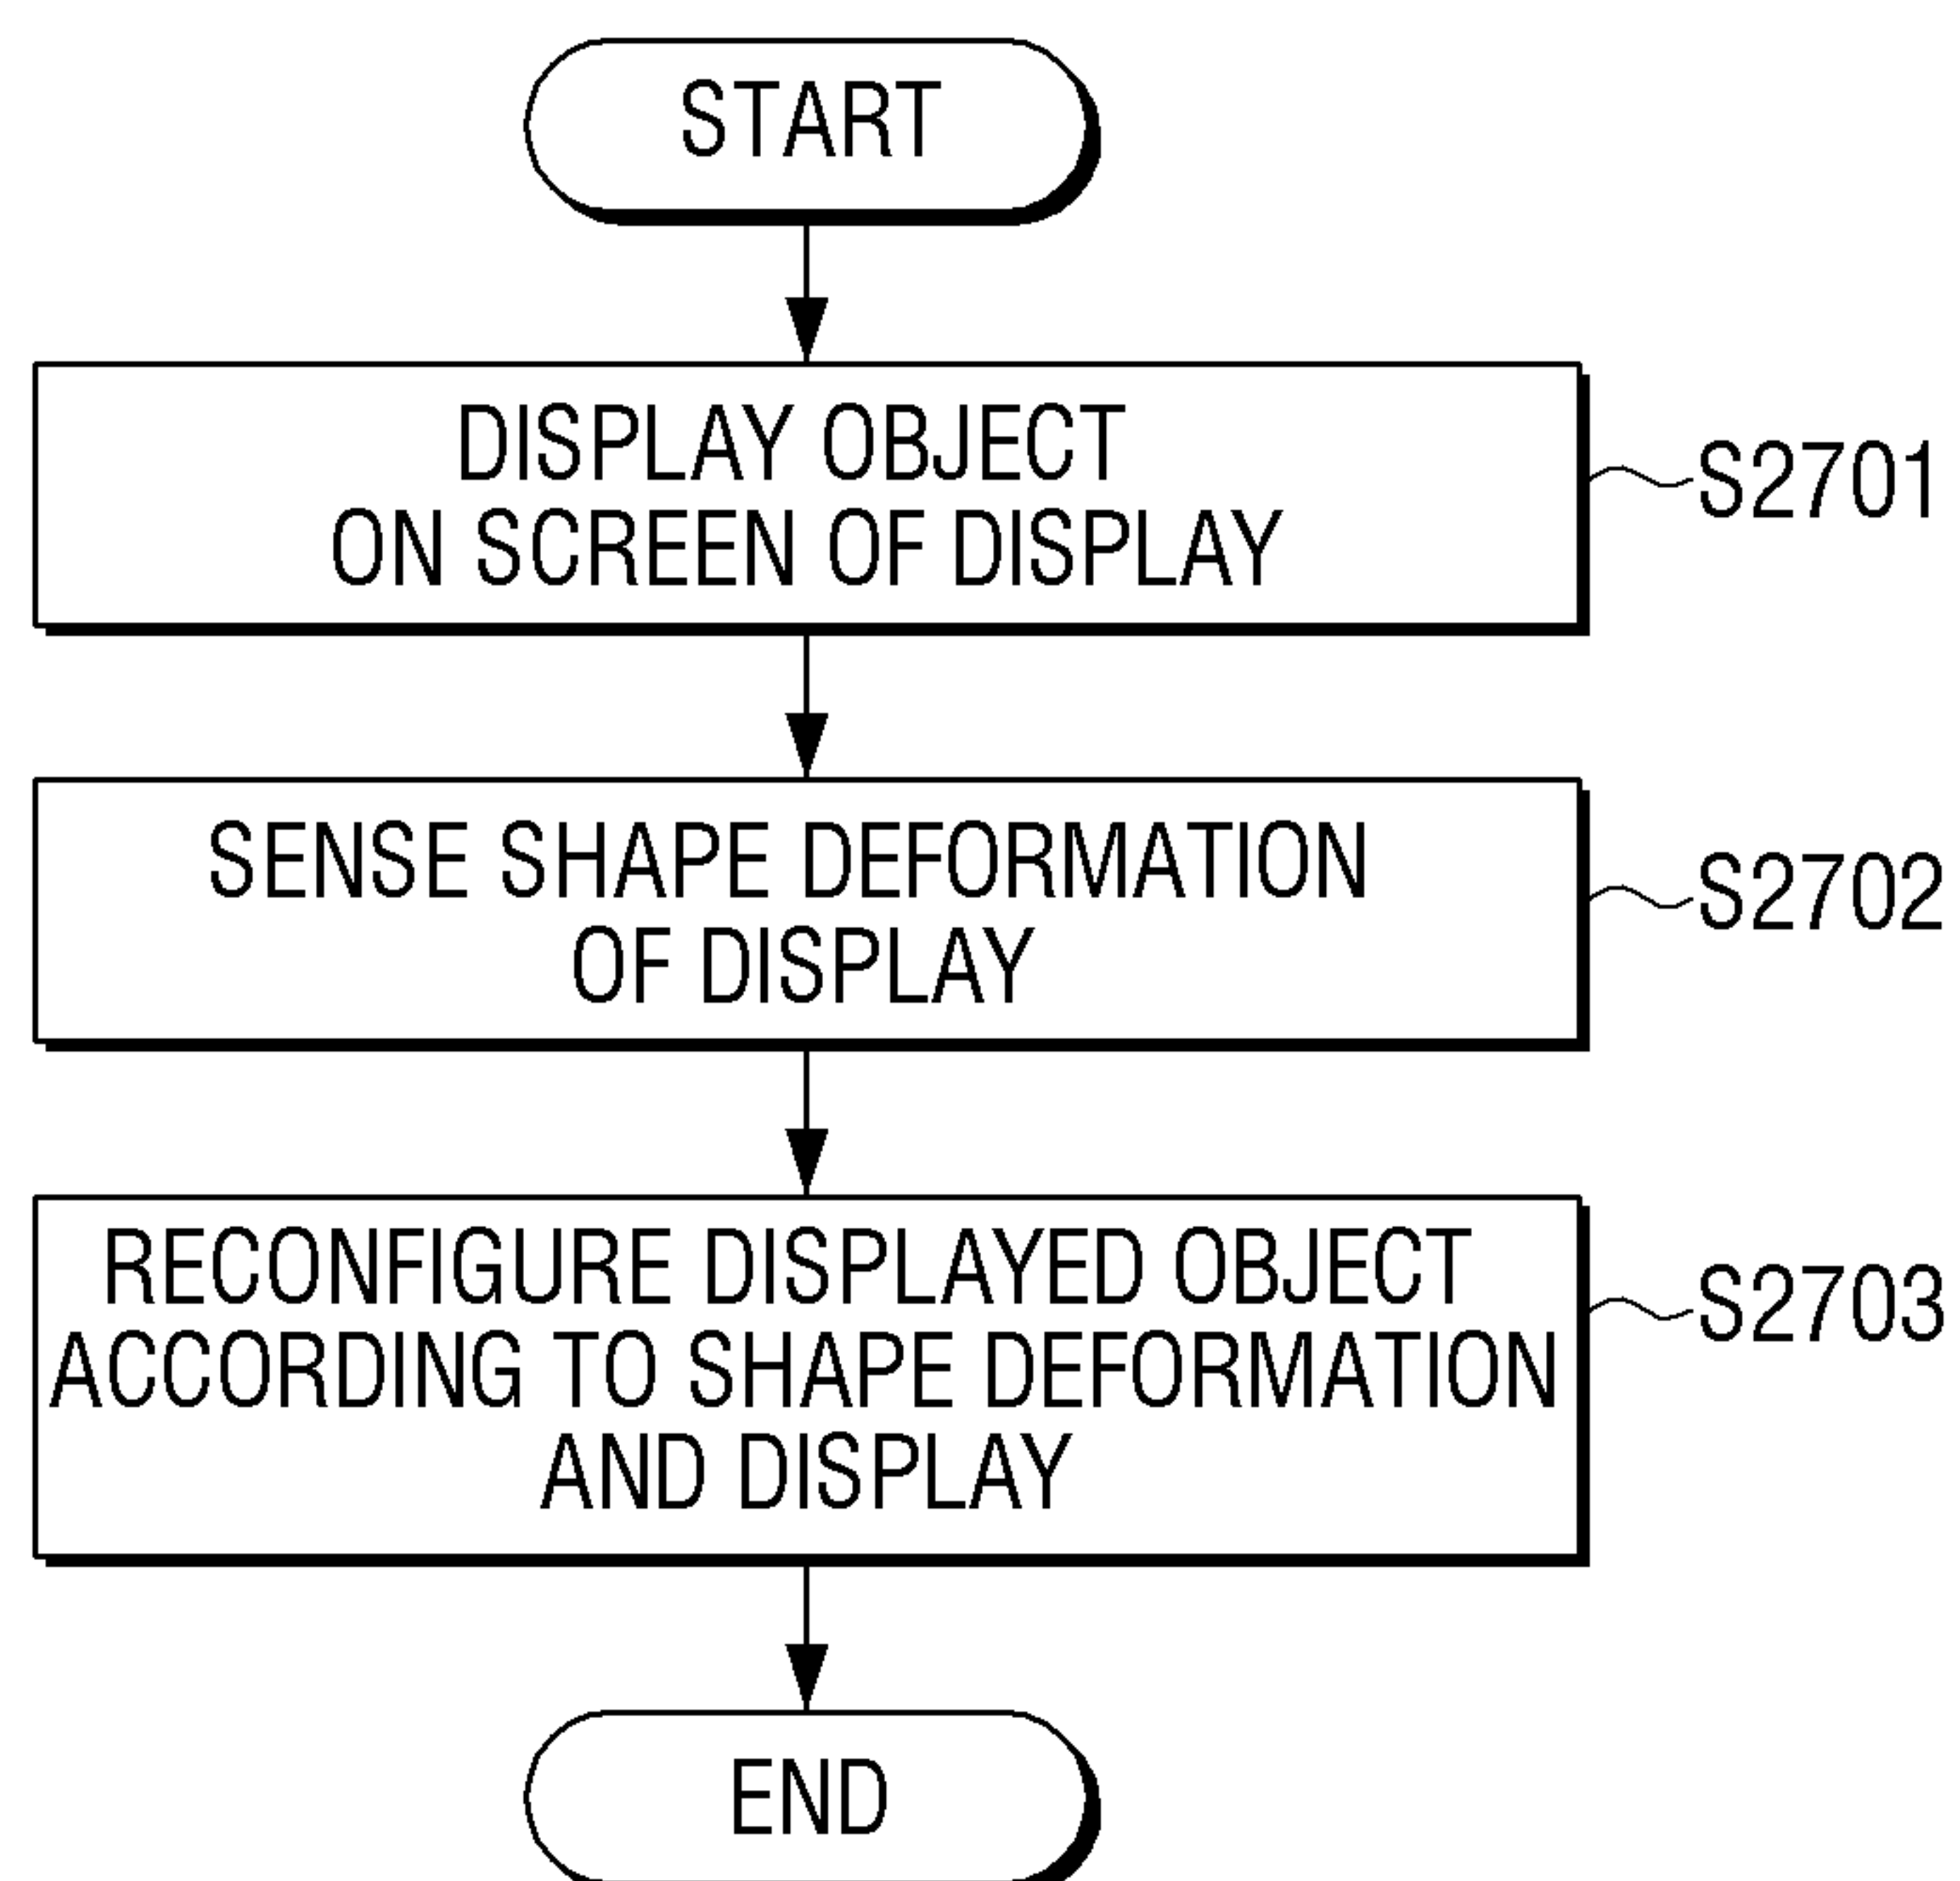 START
DISPLAY OBJECT
ON SCREEN OF DISPLAY
S2701
SENSE SHAPE DEFORMATION
OF DISPLAY
S2702
RECONFIGURE DISPLAYED OBJECT
ACCORDING TO SHAPE DEFORMATION
AND DISPLAY
S2703
END